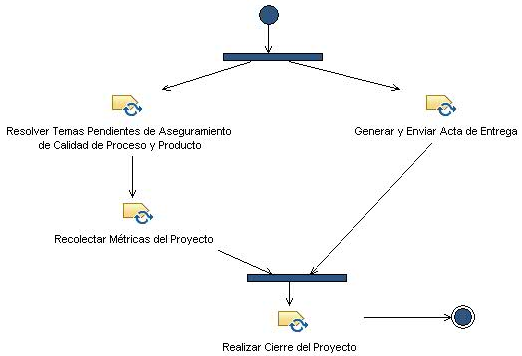 Resolver Temas Pendientes de Aseguramiento
de Calidad de Proceso y Producto
Generar y Enviar Acta de Entrega
Recolectar Métricas del Proyecto
Realizar Cierre del Proyecto